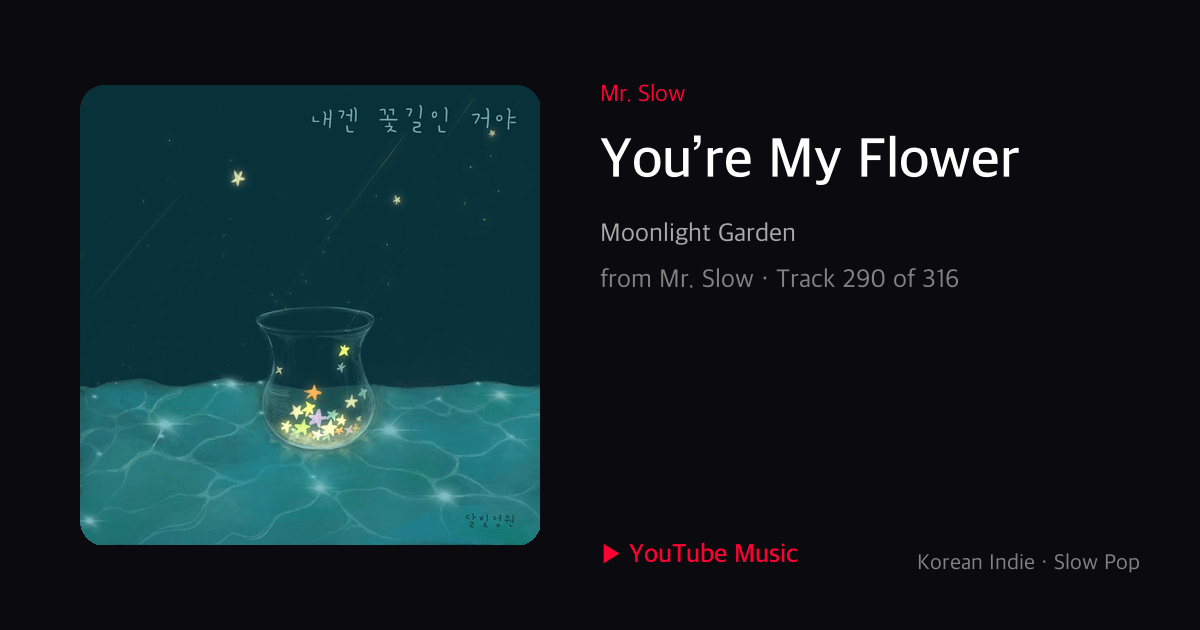 내겐 꽃길인 거야
달빛정원
Mr. Slow
You’re My Flower
Moonlight Garden
from Mr. Slow · Track 290 of 316
YouTube Music
Korean Indie · Slow Pop